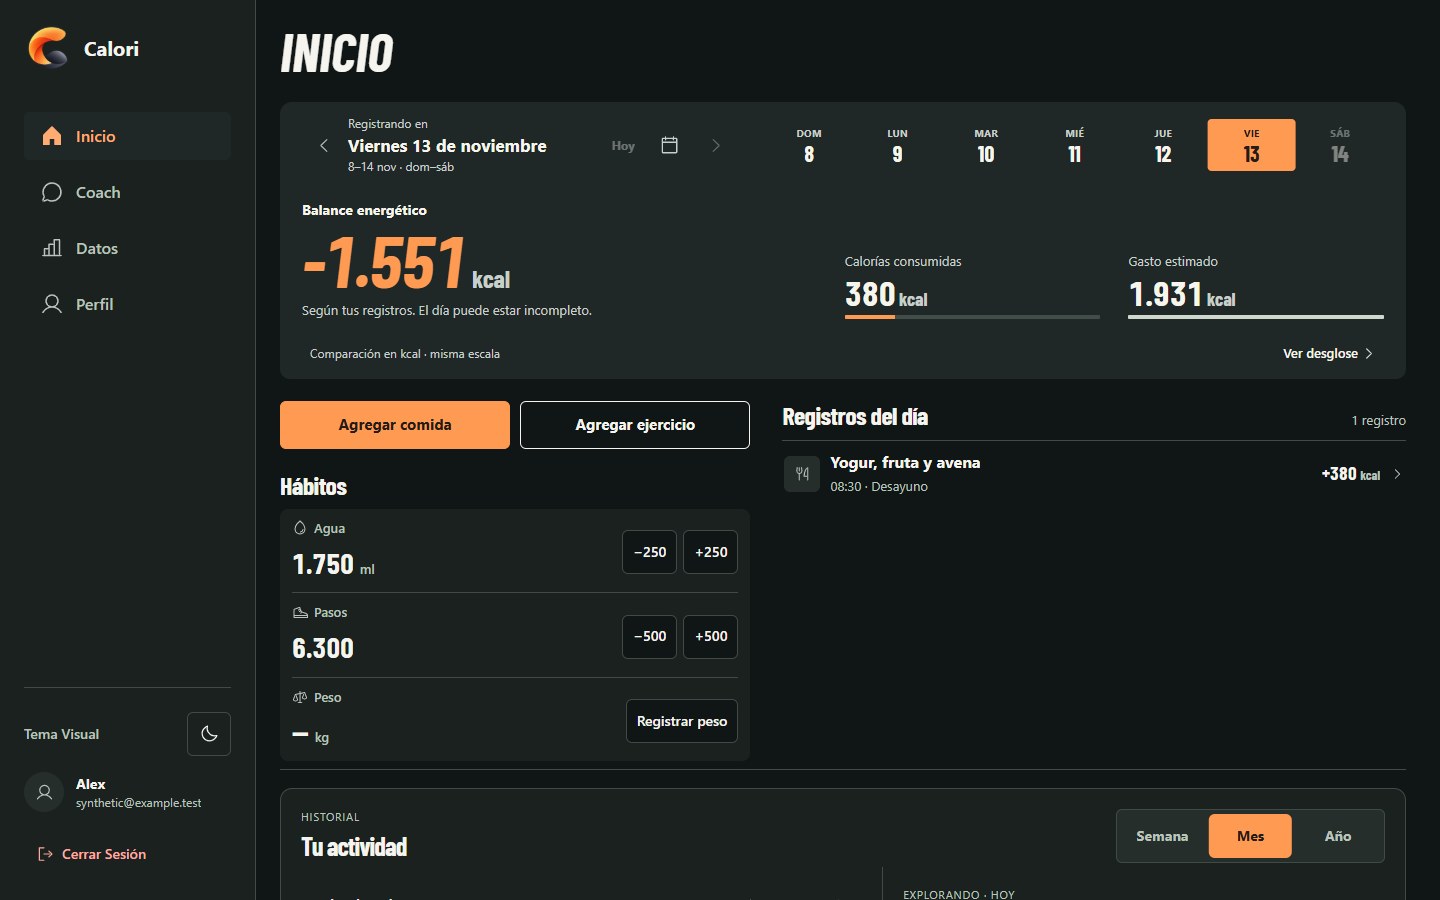 Calori
Inicio
Coach
Datos
Perfil
Tema Visual
Alex
synthetic@example.test
Cerrar Sesión
INICIO
Registrando en
Viernes 13 de noviembre
8–14 nov · dom–sáb
Hoy
DOM
8
LUN
9
MAR
10
MIÉ
11
JUE
12
VIE
13
SÁB
14
Balance energético
-1.551 kcal
Según tus registros. El día puede estar incompleto.
Calorías consumidas
380 kcal
Gasto estimado
1.931 kcal
Comparación en kcal · misma escala
Ver desglose
Agregar comida
Agregar ejercicio
Hábitos
Agua
1.750 ml
−250
+250
Pasos
6.300
−500
+500
Peso
— kg
Registrar peso
Registros del día
1 registro
Yogur, fruta y avena
08:30 · Desayuno
+380 kcal
HISTORIAL
Tu actividad
Semana
Mes
Año
EXPLORANDO · HOY